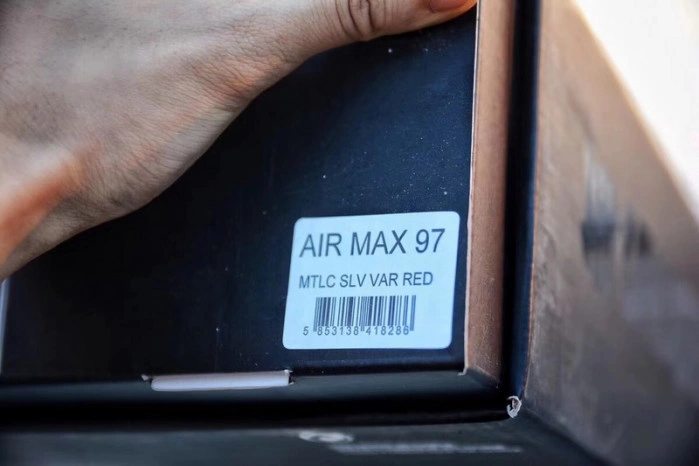 AIR MAX 97
MTLC SLV VAR RED
5 853138 418286